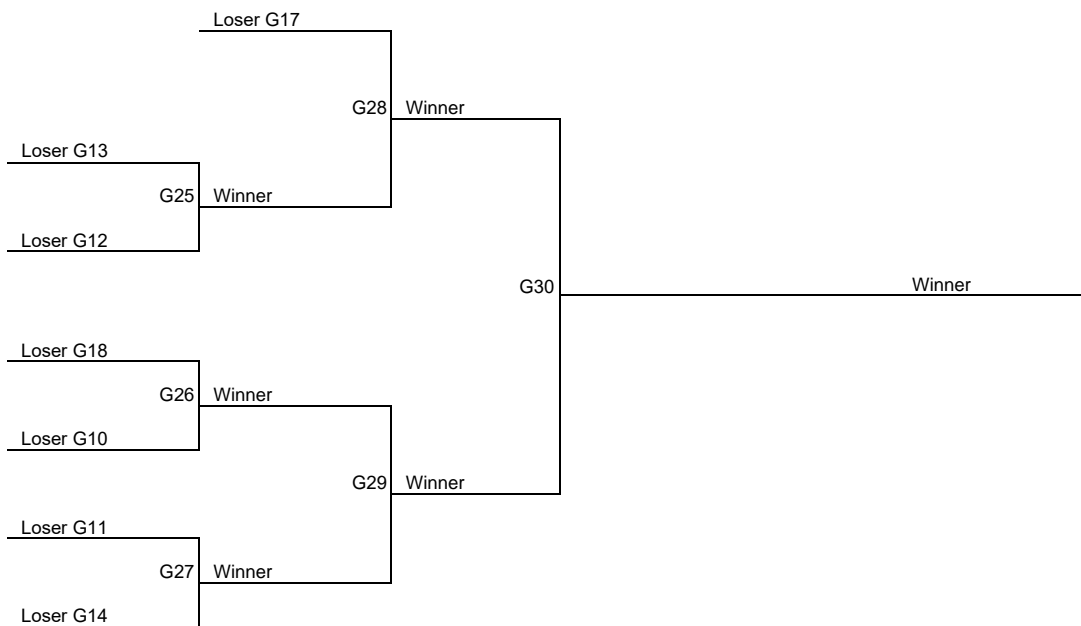 Loser G17
G28 Winner
Loser G13
G25 Winner
Loser G12
G30 Winner
Loser G18
G26 Winner
Loser G10
G29 Winner
Loser G11
G27 Winner
Loser G14